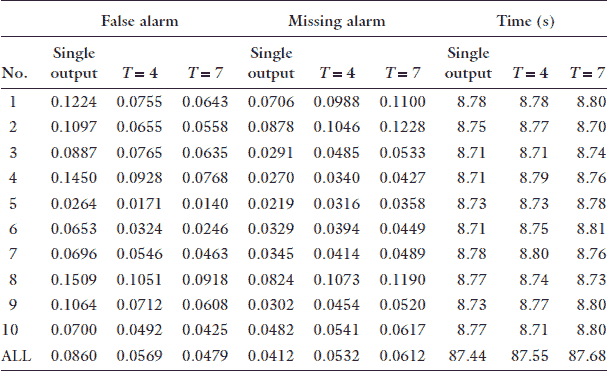 False alarm Missing alarm Time (s)
Single Single Single
No. output T = 4 T = 7 output T = 4 T = 7 output T = 4 T = 7
1 0.1224 0.0755 0.0643 0.0706 0.0988 0.1100 8.78 8.78 8.80
2 0.1097 0.0655 0.0558 0.0878 0.1046 0.1228 8.75 8.77 8.70
3 0.0887 0.0765 0.0635 0.0291 0.0485 0.0533 8.71 8.71 8.74
4 0.1450 0.0928 0.0768 0.0270 0.0340 0.0427 8.71 8.79 8.76
5 0.0264 0.0171 0.0140 0.0219 0.0316 0.0358 8.73 8.73 8.78
6 0.0653 0.0324 0.0246 0.0329 0.0394 0.0449 8.71 8.75 8.81
7 0.0696 0.0546 0.0463 0.0345 0.0414 0.0489 8.78 8.80 8.76
8 0.1509 0.1051 0.0918 0.0824 0.1073 0.1190 8.77 8.74 8.73
9 0.1064 0.0712 0.0608 0.0302 0.0454 0.0520 8.73 8.77 8.80
10 0.0700 0.0492 0.0425 0.0482 0.0541 0.0617 8.77 8.71 8.80
ALL 0.0860 0.0569 0.0479 0.0412 0.0532 0.0612 87.44 87.55 87.68